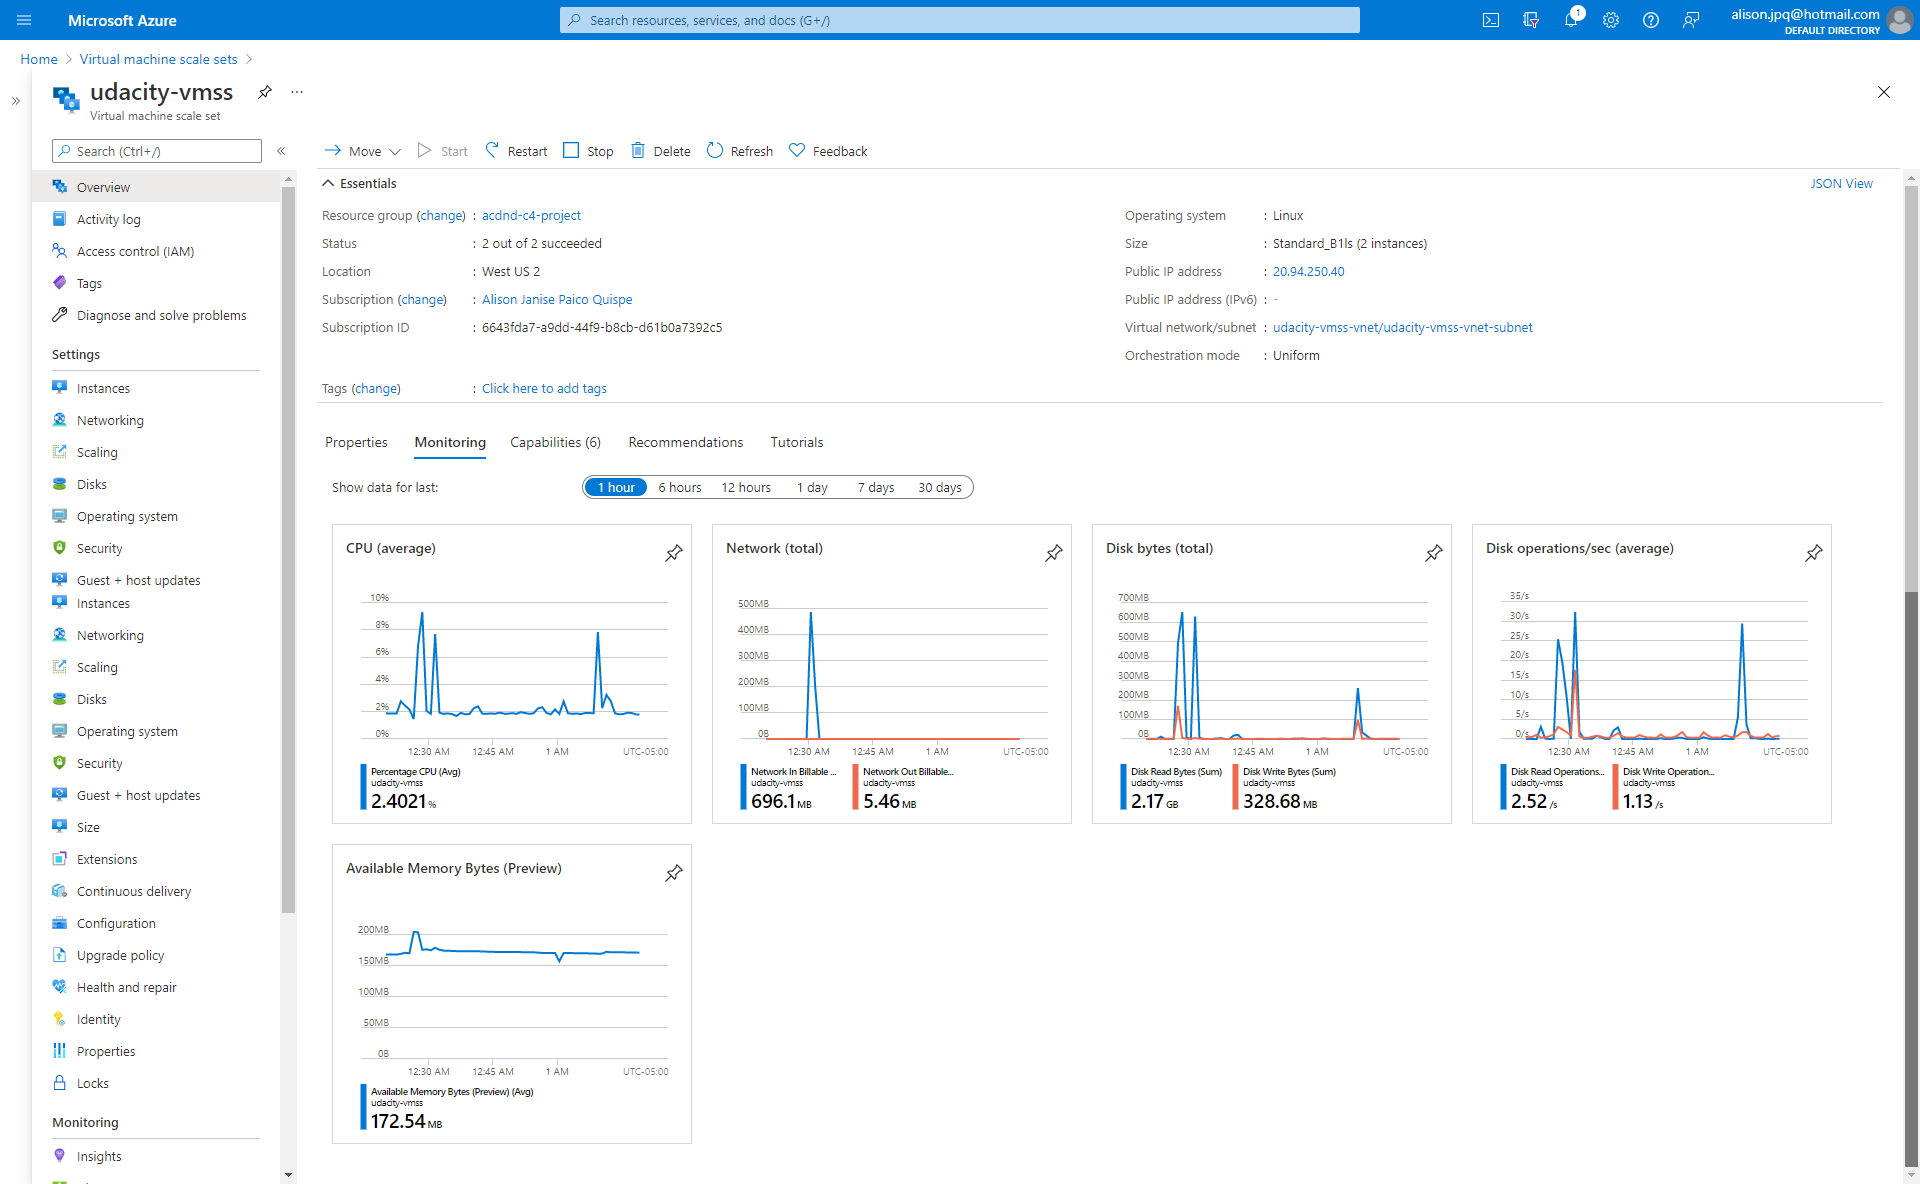 Microsoft Azure
Search resources, services, and docs (G+/)
1
alison.jpq@hotmail.com
DEFAULT DIRECTORY
Home > Virtual machine scale sets >
udacity-vmss
Virtual machine scale set
Search (Ctrl+/)
Overview
Activity log
Access control (IAM)
Tags
Diagnose and solve problems
Settings
Instances
Networking
Scaling
Disks
Operating system
Security
Guest + host updates
Instances
Networking
Scaling
Disks
Operating system
Security
Guest + host updates
Size
Extensions
Continuous delivery
Configuration
Upgrade policy
Health and repair
Identity
Properties
Locks
Monitoring
Insights
Move
Start
Restart
Stop
Delete
Refresh
Feedback
Essentials
JSON View
Resource group (change) : acdnd-c4-project
Status : 2 out of 2 succeeded
Location : West US 2
Subscription (change) : Alison Janise Paico Quispe
Subscription ID : 6643fda7-a9dd-44f9-b8cb-d61b0a7392c5
Operating system : Linux
Size : Standard_B1ls (2 instances)
Public IP address : 20.94.250.40
Public IP address (IPv6) : -
Virtual network/subnet : udacity-vmss-vnet/udacity-vmss-vnet-subnet
Orchestration mode : Uniform
Tags (change) : Click here to add tags
Properties Monitoring Capabilities (6) Recommendations Tutorials
Show data for last: 1 hour 6 hours 12 hours 1 day 7 days 30 days
CPU (average)
10%
8%
6%
4%
2%
0%
12:30 AM 12:45 AM 1 AM UTC-05:00
Percentage CPU (Avg)
udacity-vmss
2.4021 %
Network (total)
500MB
400MB
300MB
200MB
100MB
0B
12:30 AM 12:45 AM 1 AM UTC-05:00
Network In Billable ... Network Out Billable...
udacity-vmss udacity-vmss
696.1 MB 5.46 MB
Disk bytes (total)
700MB
600MB
500MB
400MB
300MB
200MB
100MB
0B
12:30 AM 12:45 AM 1 AM UTC-05:00
Disk Read Bytes (Sum) Disk Write Bytes (Sum)
udacity-vmss udacity-vmss
2.17 GB 328.68 MB
Disk operations/sec (average)
35/s
30/s
25/s
20/s
15/s
10/s
5/s
0/s
12:30 AM 12:45 AM 1 AM UTC-05:00
Disk Read Operations... Disk Write Operation...
udacity-vmss udacity-vmss
2.52 /s 1.13 /s
Available Memory Bytes (Preview)
200MB
150MB
100MB
50MB
0B
12:30 AM 12:45 AM 1 AM UTC-05:00
Available Memory Bytes (Preview) (Avg)
udacity-vmss
172.54 MB